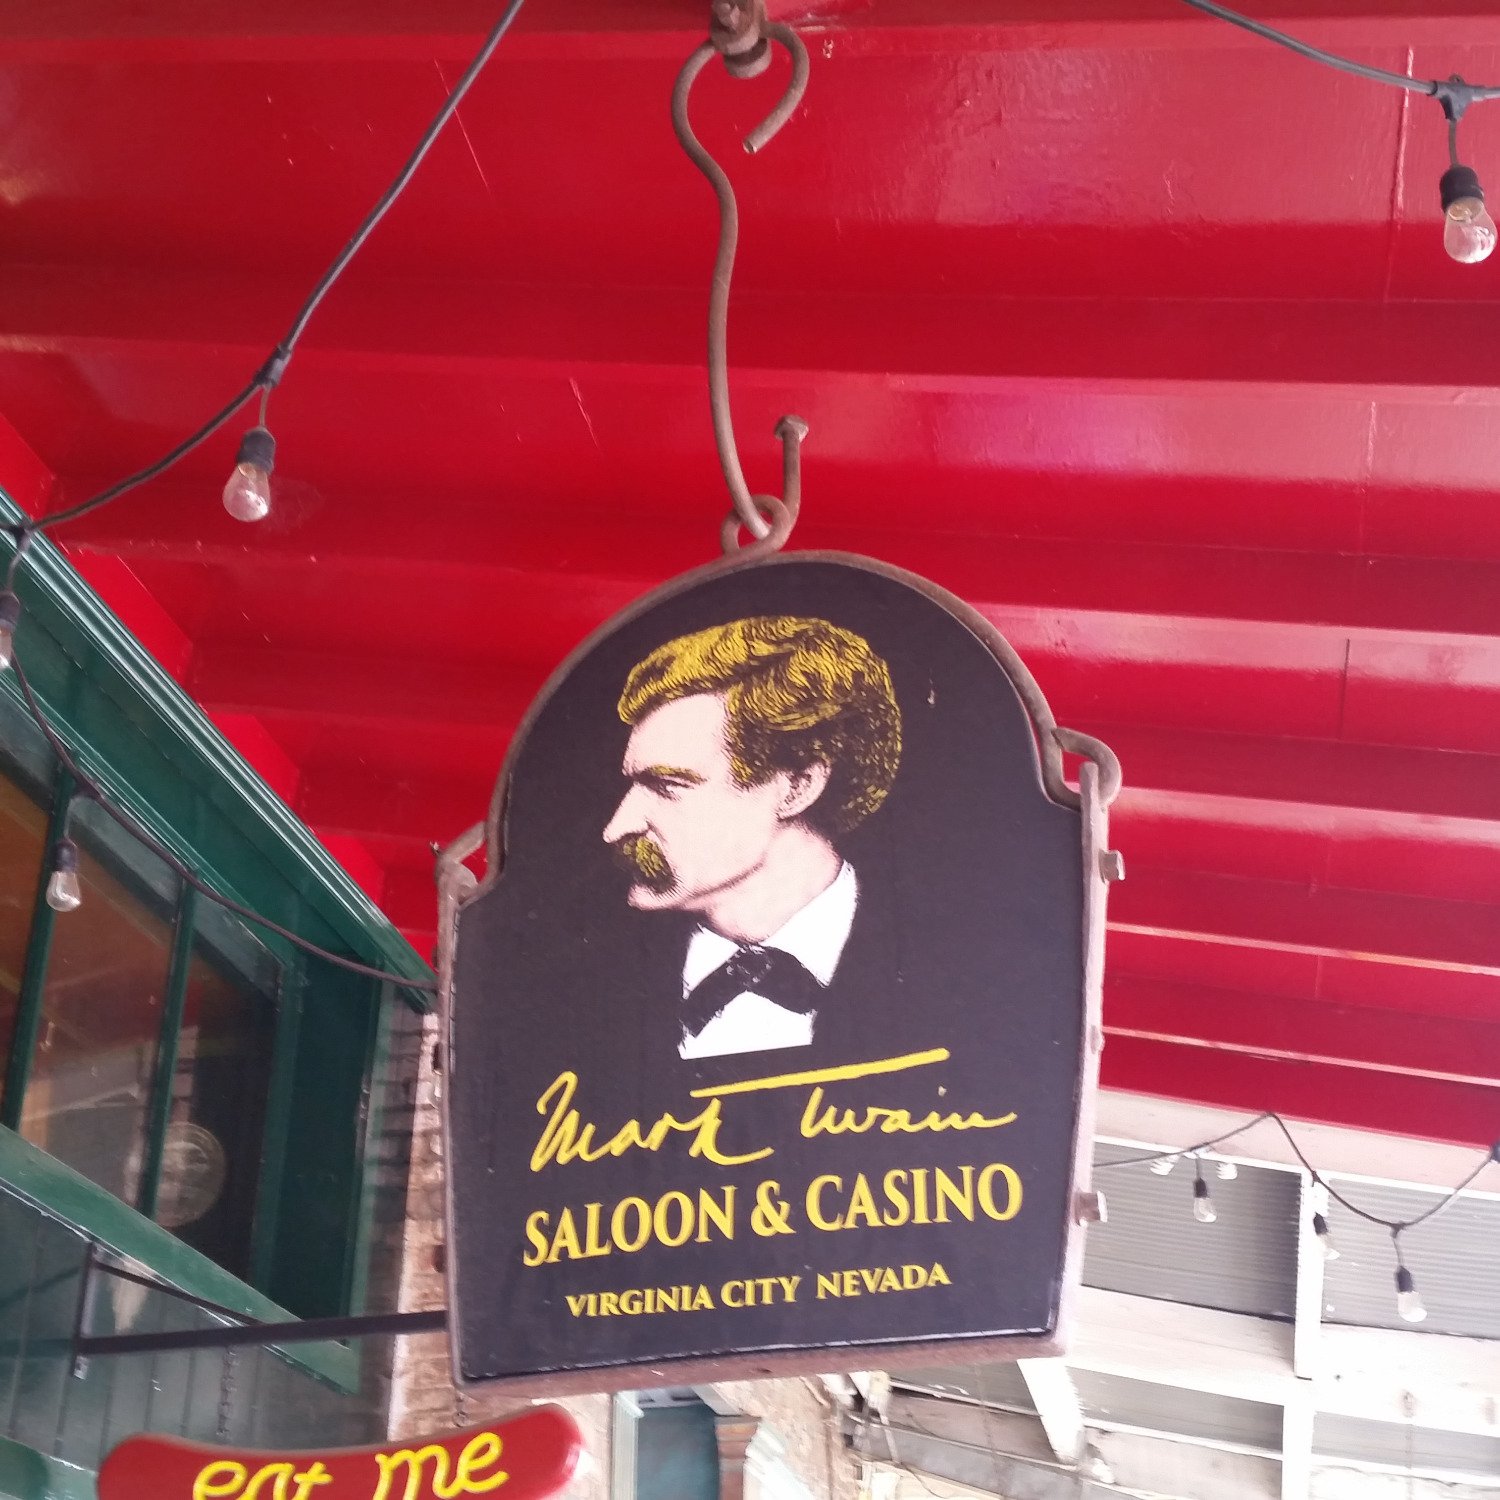 Mark Twain
SALOON & CASINO
VIRGINIA CITY NEVADA
eat me